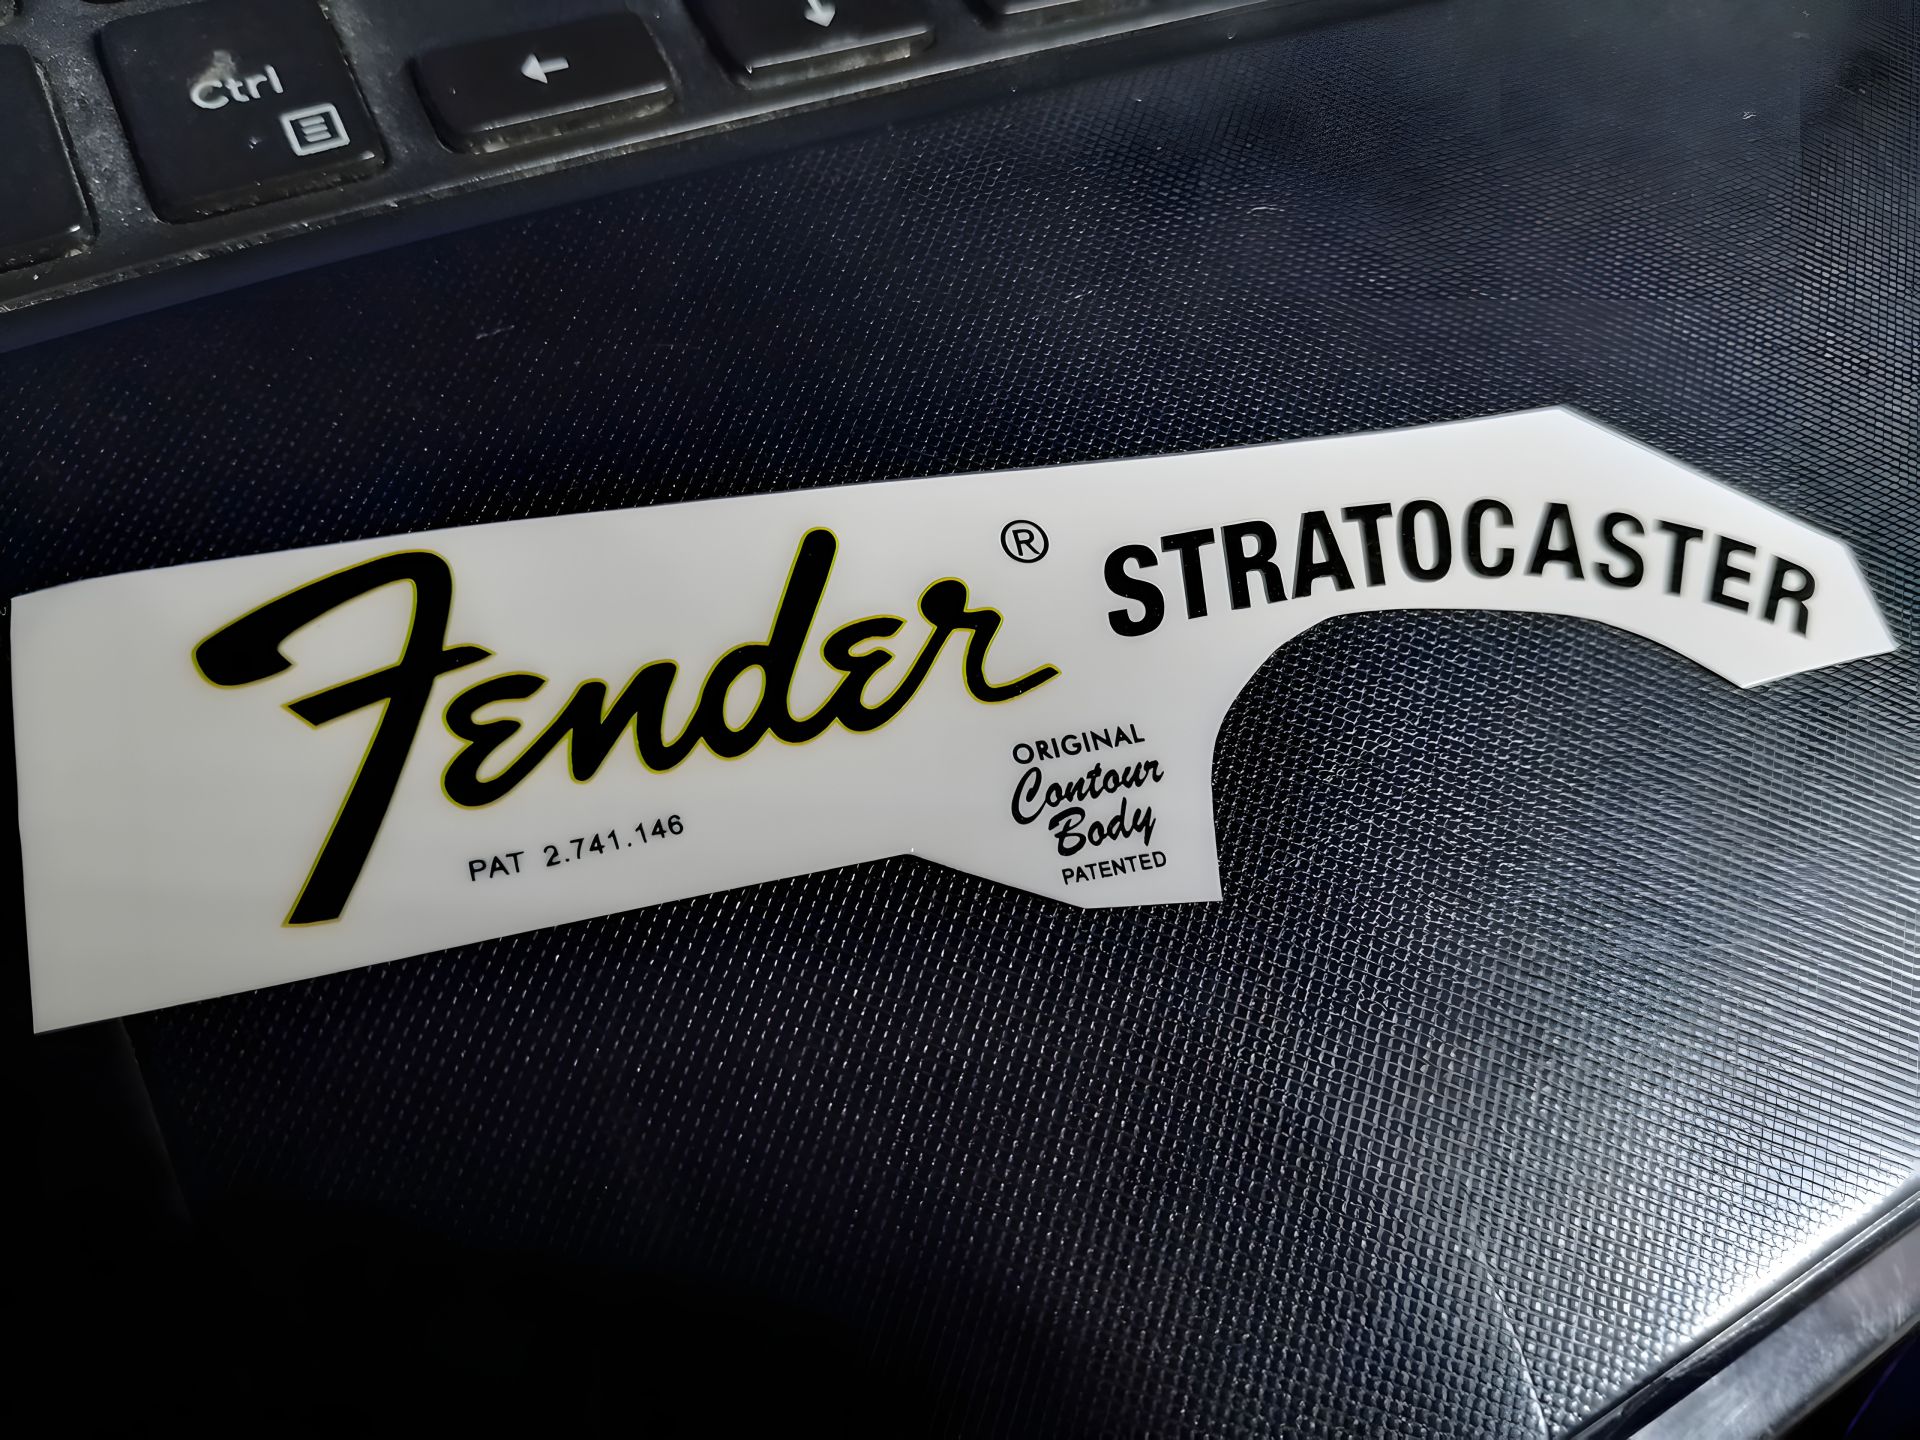 Ctrl
Fender ® STRATOCASTER
PAT 2.741.146
ORIGINAL
Contour
Body
PATENTED